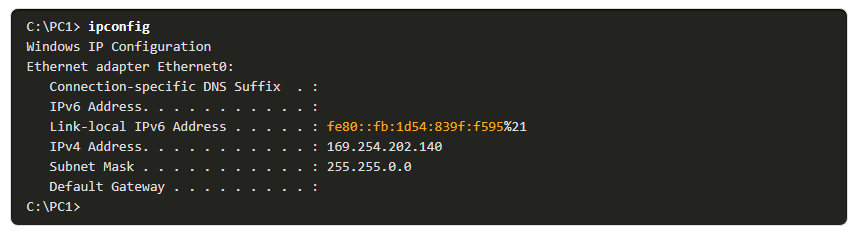 C:\PC1> ipconfig
Windows IP Configuration
Ethernet adapter Ethernet0:
   Connection-specific DNS Suffix  . :
   IPv6 Address. . . . . . . . . . . :
   Link-local IPv6 Address . . . . . : fe80::fb:1d54:839f:f595%21
   IPv4 Address. . . . . . . . . . . : 169.254.202.140
   Subnet Mask . . . . . . . . . . . : 255.255.0.0
   Default Gateway . . . . . . . . . :
C:\PC1>